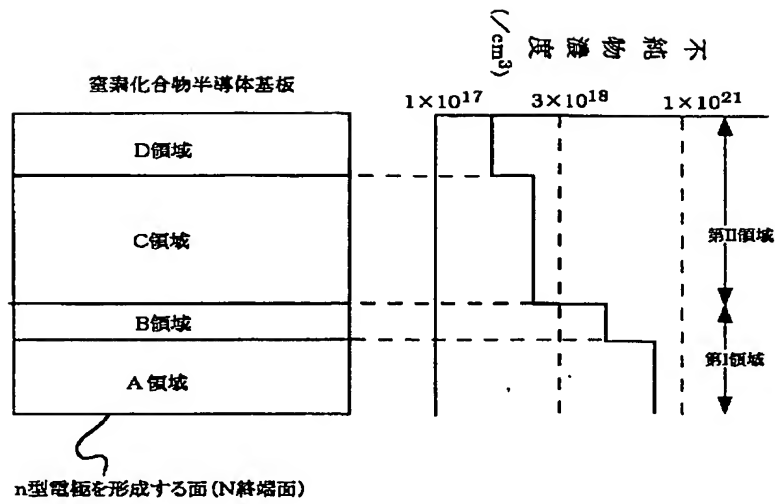 不純物濃度
(/cm³)
窒素化合物半導体基板
1×10¹⁷
3×10¹⁸
1×10²¹
D領域
C領域
第II領域
B領域
第I領域
A領域
n型電極を形成する面(N終端面)